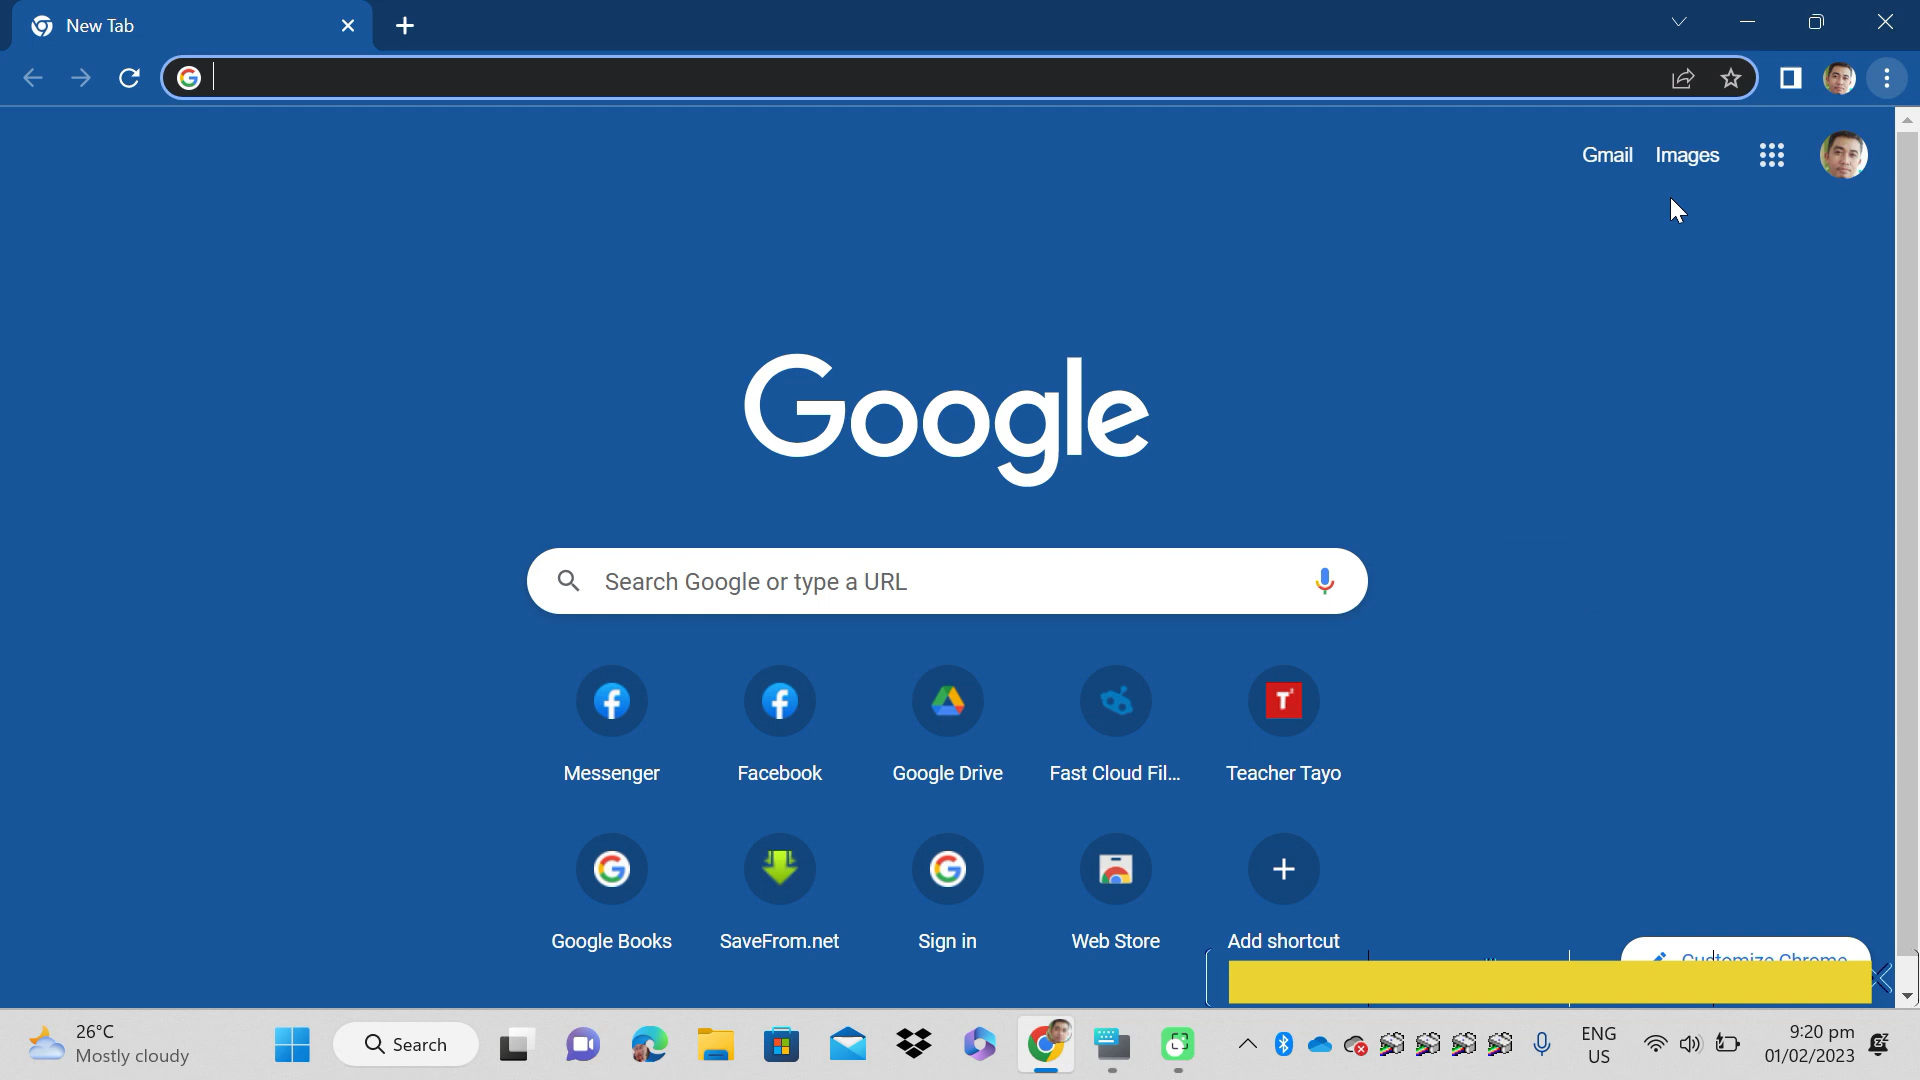 New Tab
Gmail Images
Google
Search Google or type a URL
Messenger Facebook Google Drive Fast Cloud Fil... Teacher Tayo
Google Books SaveFrom.net Sign in Web Store Add shortcut
Customize Chrome
26°C
Mostly cloudy
Search
ENG
US
9:20 pm
01/02/2023